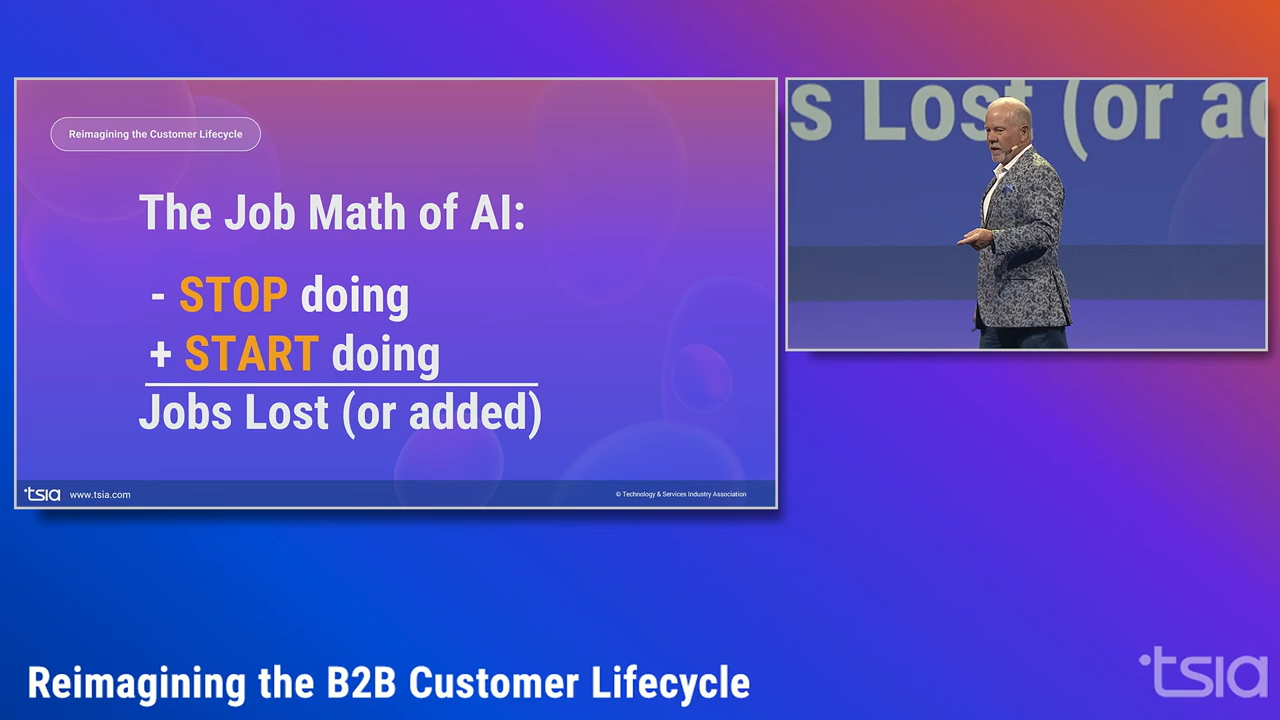 Reimagining the Customer Lifecycle
The Job Math of AI:
- STOP doing
+ START doing
Jobs Lost (or added)
tsia www.tsia.com
© Technology & Services Industry Association
s Lost (or ad
Reimagining the B2B Customer Lifecycle
tsia